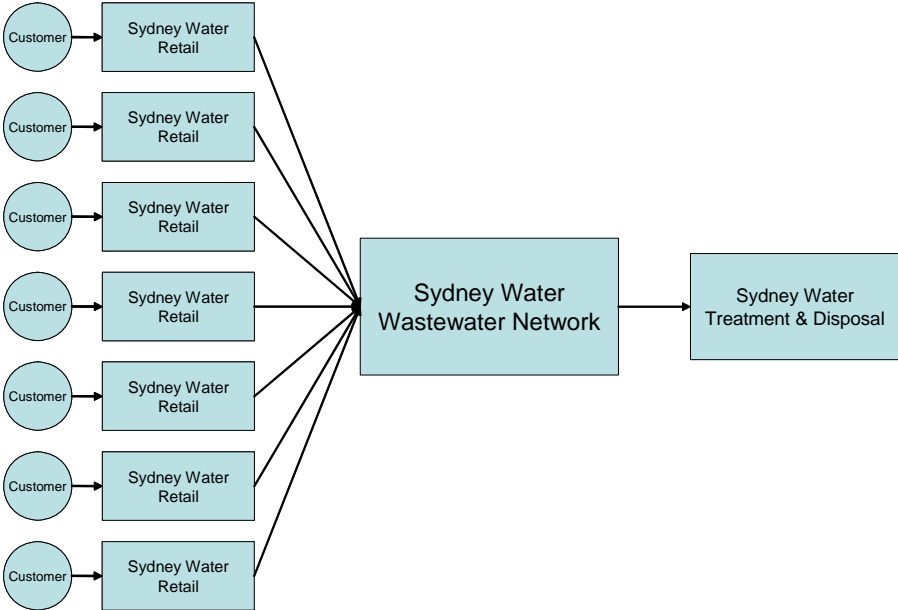 Customer
Sydney Water
Retail
Customer
Sydney Water
Retail
Customer
Sydney Water
Retail
Customer
Sydney Water
Retail
Customer
Sydney Water
Retail
Customer
Sydney Water
Retail
Customer
Sydney Water
Retail
Sydney Water
Wastewater Network
Sydney Water
Treatment & Disposal